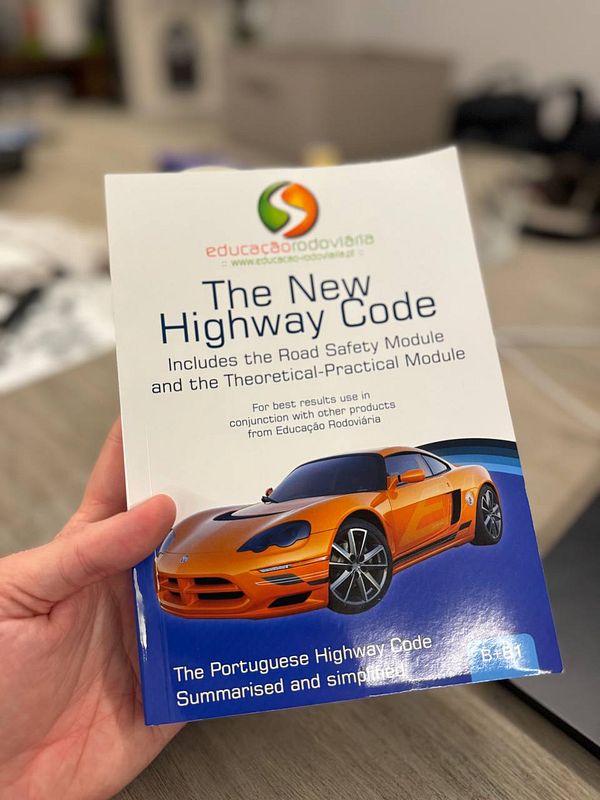 educaçãorodoviária
:: www.educacao-rodoviaria.pt ::
The New
Highway Code
Includes the Road Safety Module
and the Theoretical-Practical Module
For best results use in
conjunction with other products
from Educação Rodoviária
The Portuguese Highway Code
Summarised and simplified
B+B1